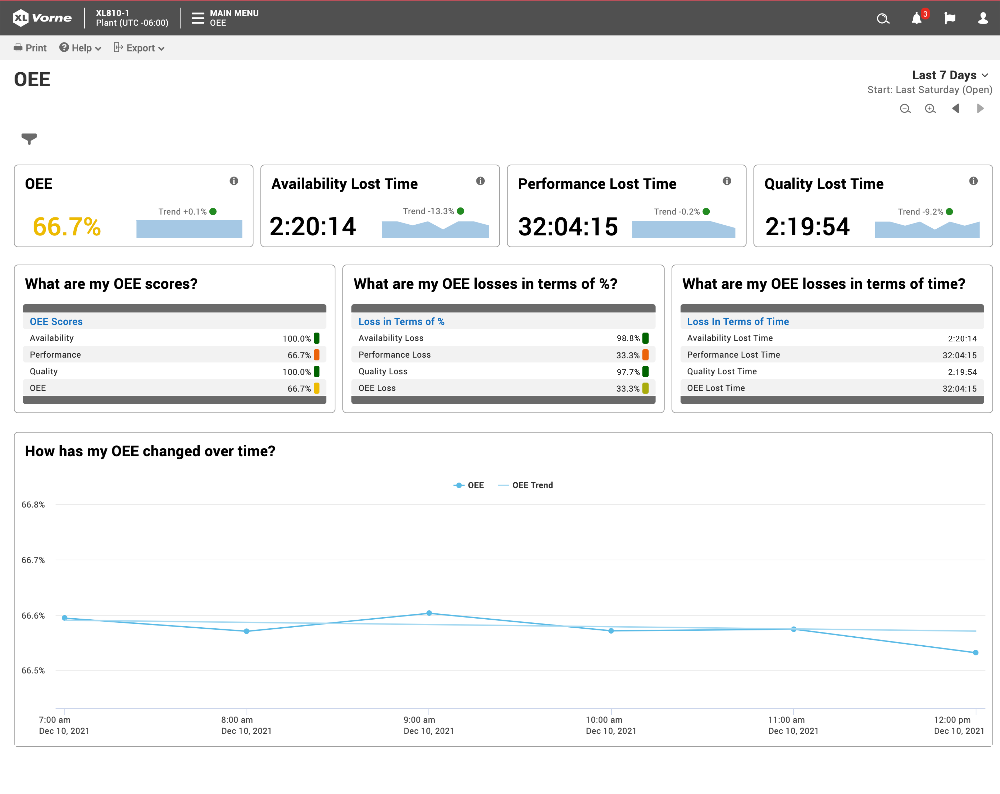 XL Vorne
XL810-1
Plant (UTC -06:00)
MAIN MENU
OEE
3
Print
Help
Export
OEE
Last 7 Days
Start: Last Saturday (Open)
OEE
Trend +0.1%
66.7%
Availability Lost Time
Trend -13.3%
2:20:14
Performance Lost Time
Trend -0.2%
32:04:15
Quality Lost Time
Trend -9.2%
2:19:54
What are my OEE scores?
OEE Scores
Availability 100.0%
Performance 66.7%
Quality 100.0%
OEE 66.7%
What are my OEE losses in terms of %?
Loss in Terms of %
Availability Loss 98.8%
Performance Loss 33.3%
Quality Loss 97.7%
OEE Loss 33.3%
What are my OEE losses in terms of time?
Loss In Terms of Time
Availability Lost Time 2:20:14
Performance Lost Time 32:04:15
Quality Lost Time 2:19:54
OEE Lost Time 32:04:15
How has my OEE changed over time?
OEE OEE Trend
66.8%
66.7%
66.6%
66.5%
7:00 am 8:00 am 9:00 am 10:00 am 11:00 am 12:00 pm
Dec 10, 2021 Dec 10, 2021 Dec 10, 2021 Dec 10, 2021 Dec 10, 2021 Dec 10, 2021